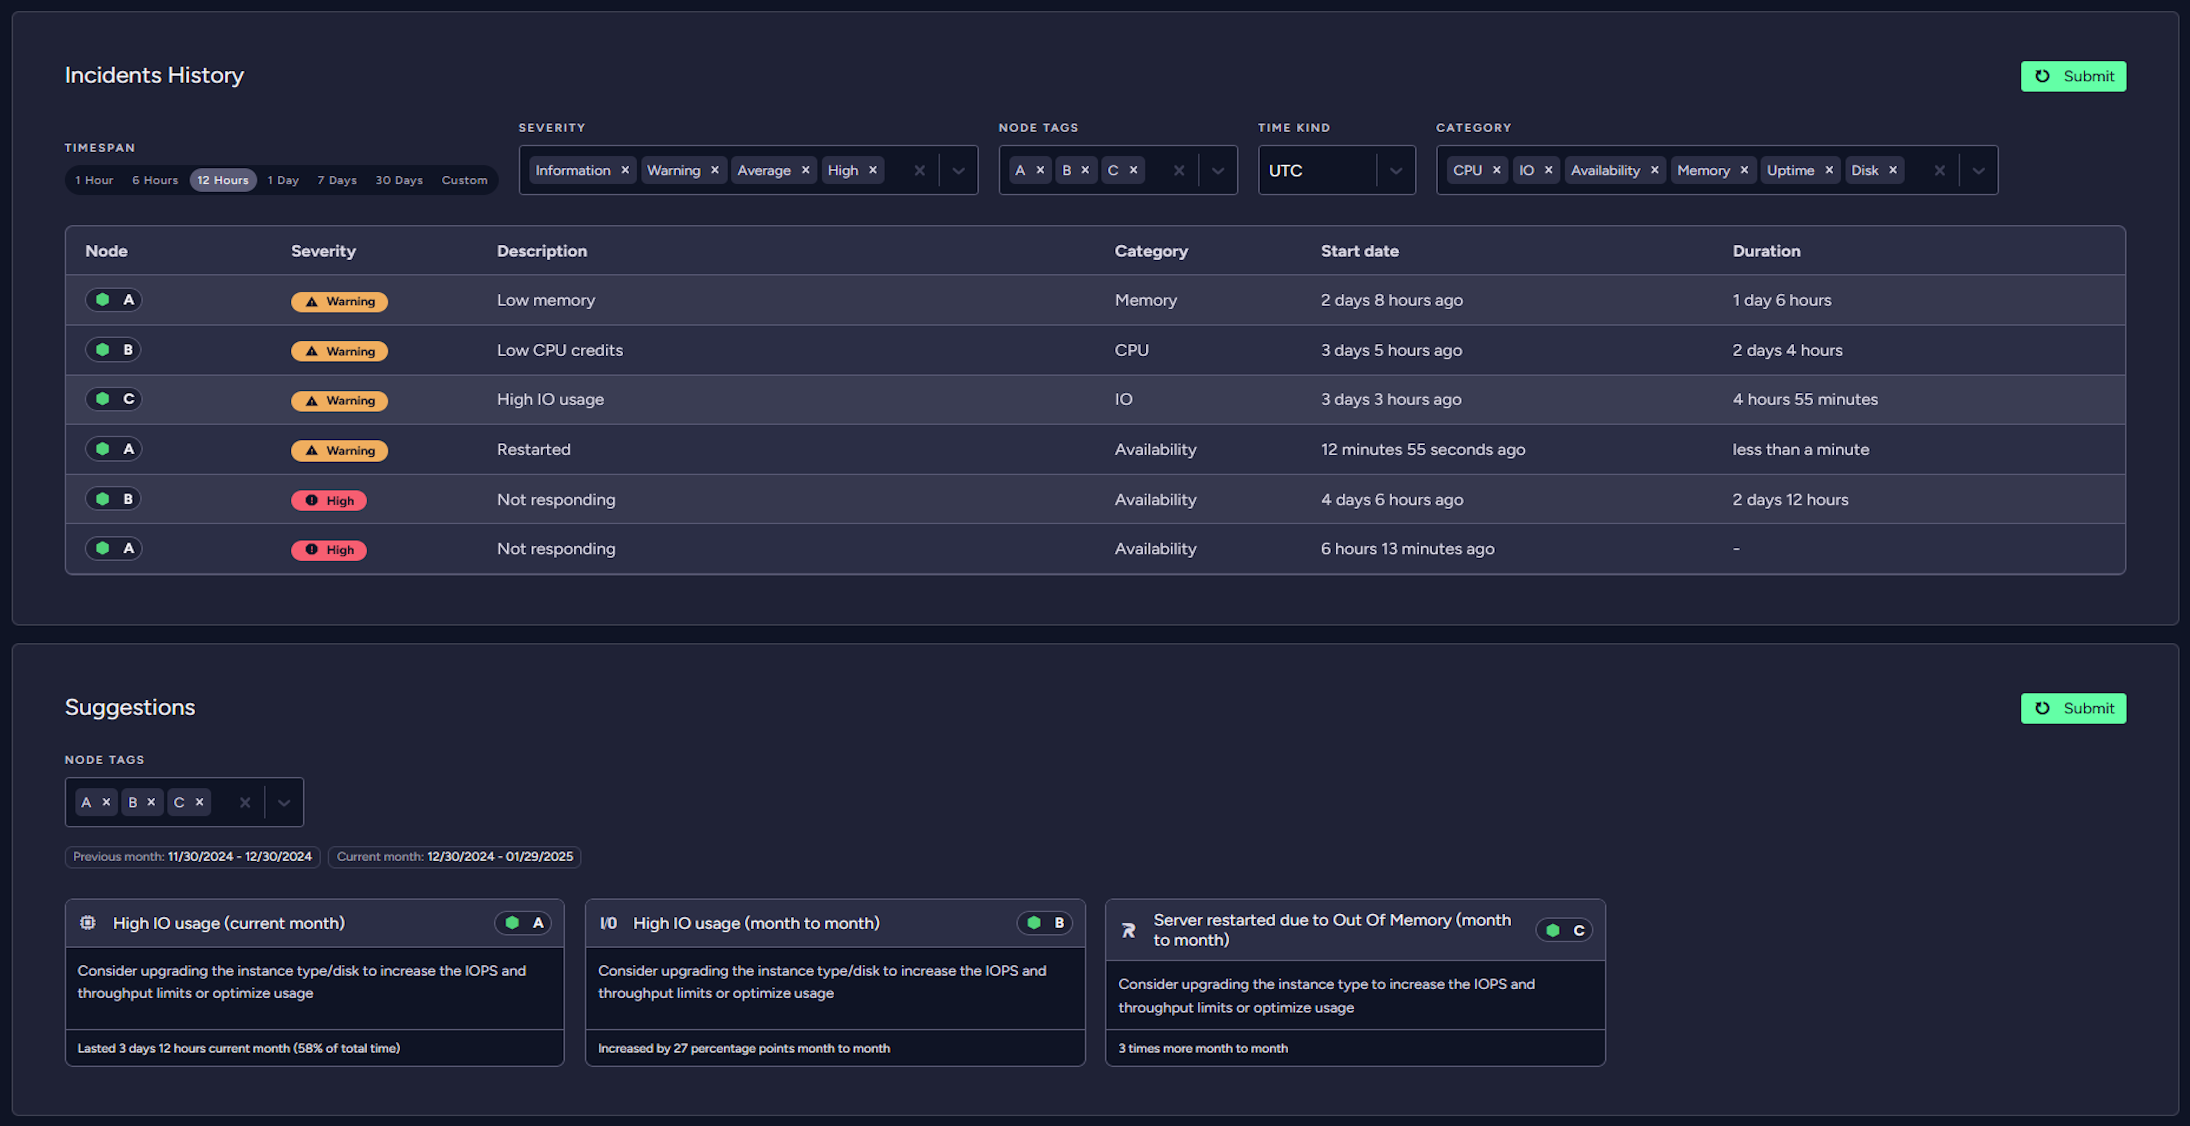 Incidents History
Submit
TIMESPAN
1 Hour 6 Hours 12 Hours 1 Day 7 Days 30 Days Custom
SEVERITY
Information × Warning × Average × High ×
NODE TAGS
A × B × C ×
TIME KIND
UTC
CATEGORY
CPU × IO × Availability × Memory × Uptime × Disk ×
Node Severity Description Category Start date Duration
A Warning Low memory Memory 2 days 8 hours ago 1 day 6 hours
B Warning Low CPU credits CPU 3 days 5 hours ago 2 days 4 hours
C Warning High IO usage IO 3 days 3 hours ago 4 hours 55 minutes
A Warning Restarted Availability 12 minutes 55 seconds ago less than a minute
B High Not responding Availability 4 days 6 hours ago 2 days 12 hours
A High Not responding Availability 6 hours 13 minutes ago -
Suggestions
Submit
NODE TAGS
A × B × C ×
Previous month: 11/30/2024 - 12/30/2024 Current month: 12/30/2024 - 01/29/2025
High IO usage (current month) A
Consider upgrading the instance type/disk to increase the IOPS and
throughput limits or optimize usage
Lasted 3 days 12 hours current month (58% of total time)
I/O High IO usage (month to month) B
Consider upgrading the instance type/disk to increase the IOPS and
throughput limits or optimize usage
Increased by 27 percentage points month to month
Server restarted due to Out Of Memory (month
to month) C
Consider upgrading the instance type to increase the IOPS and
throughput limits or optimize usage
3 times more month to month